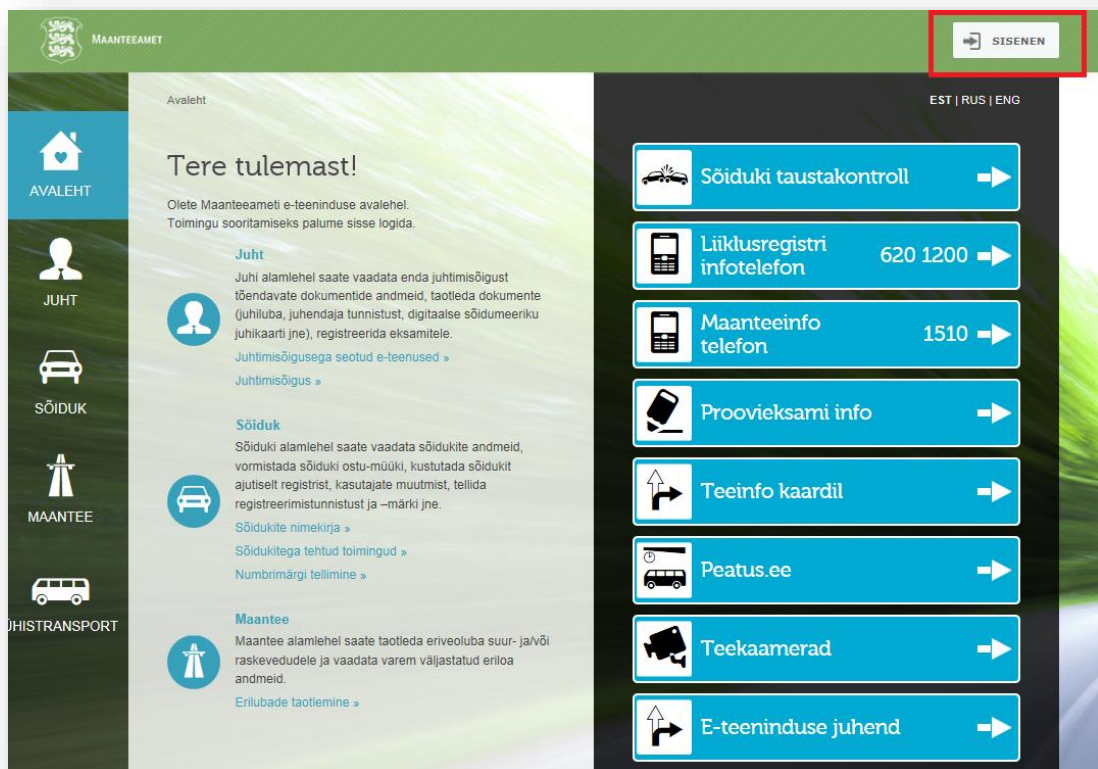 MAANTEEAMET
SISENEN
AVALEHT
JUHT
SÕIDUK
MAANTEE
ÜHISTRANSPORT
Avaleht
Tere tulemast!
Olete Maanteeameti e-teeninduse avalehel.
Toimingu sooritamiseks palume sisse logida.
Juht
Juhi alamlehel saate vaadata enda juhtimisõigust
tõendavate dokumentide andmeid, taotleda dokumente
(juhiluba, juhendaja tunnistust, digitaalse sõidumeeriku
juhikaarti jne), registreerida eksamitele.
Juhtimisõigusega seotud e-teenused »
Juhtimisõigus »
Sõiduk
Sõiduki alamlehel saate vaadata sõidukite andmeid,
vormistada sõiduki ostu-müüki, kustutada sõidukit
ajutiselt registrist, kasutajate muutmist, tellida
registreerimistunnistust ja –märki jne.
Sõidukite nimekirja »
Sõidukitega tehtud toimingud »
Numbrimärgi tellimine »
Maantee
Maantee alamlehel saate taotleda eriveoluba suur- ja/või
raskevedudele ja vaadata varem väljastatud eriloa
andmeid.
Erilubade taotlemine »
EST | RUS | ENG
Sõiduki taustakontroll
Liiklusregistri
infotelefon 620 1200
Maanteeinfo
telefon 1510
Proovieksami info
Teeinfo kaardil
Peatus.ee
Teekaamerad
E-teeninduse juhend